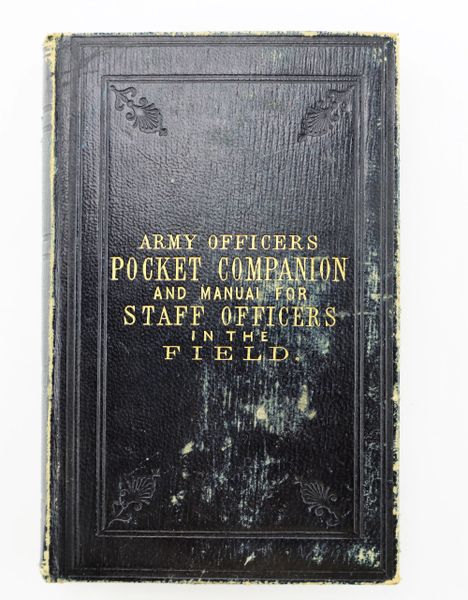 ARMY OFFICERS
POCKET COMPANION
AND MANUAL FOR
STAFF OFFICERS
IN THE
FIELD.